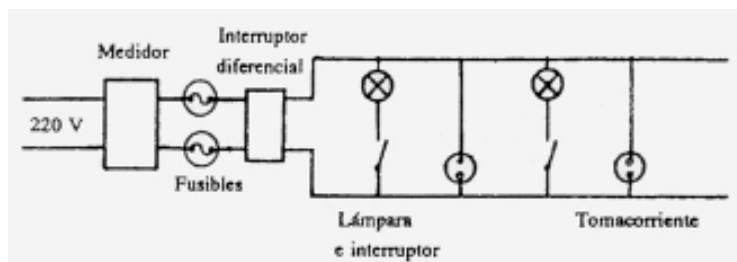 Medidor
Interruptor
diferencial
220 V
Fusibles
Lámpara
e interruptor
Tomacorriente